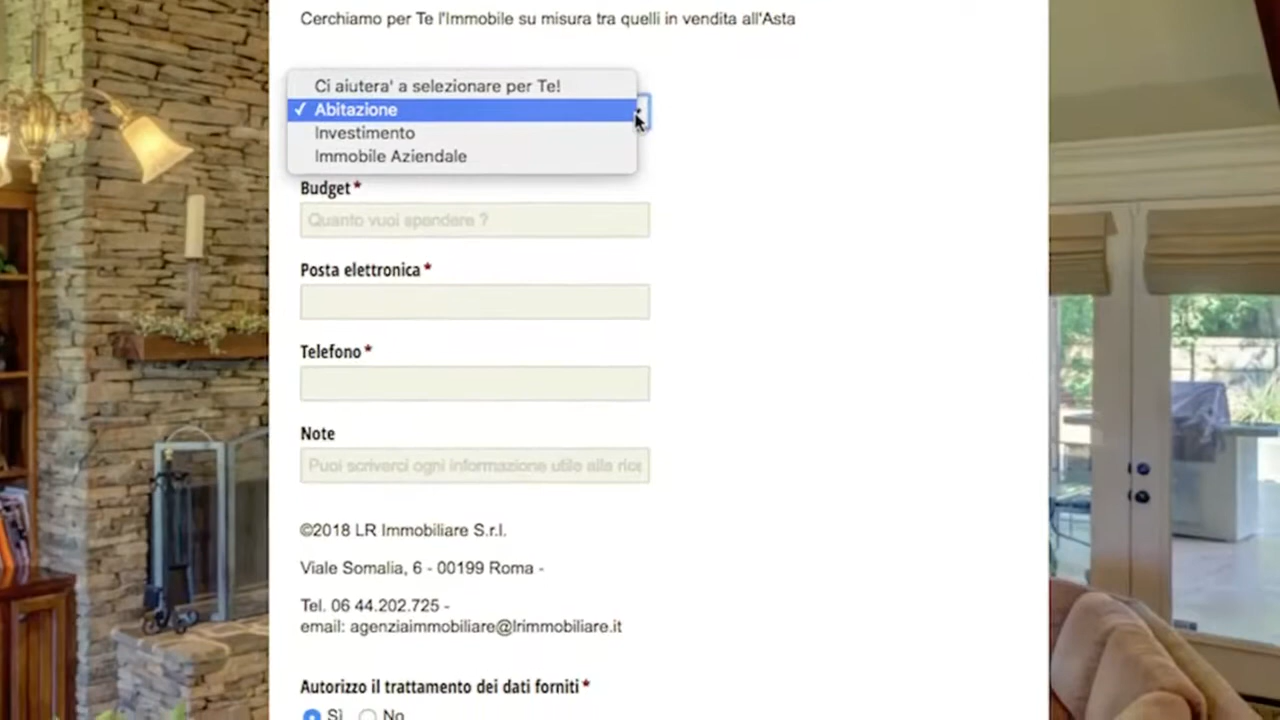 Cerchiamo per Te l'Immobile su misura tra quelli in vendita all'Asta
Ci aiutera' a selezionare per Te!
✓ Abitazione
Investimento
Immobile Aziendale
Budget *
Quanto vuoi spendere ?
Posta elettronica *
Telefono *
Note
Puoi scriverci ogni informazione utile alla
©2018 LR Immobiliare S.r.l.
Viale Somalia, 6 - 00199 Roma -
Tel. 06 44.202.725 -
email: agenziaimmobiliare@lrimmobiliare.it
Autorizzo il trattamento dei dati forniti *
Sì No